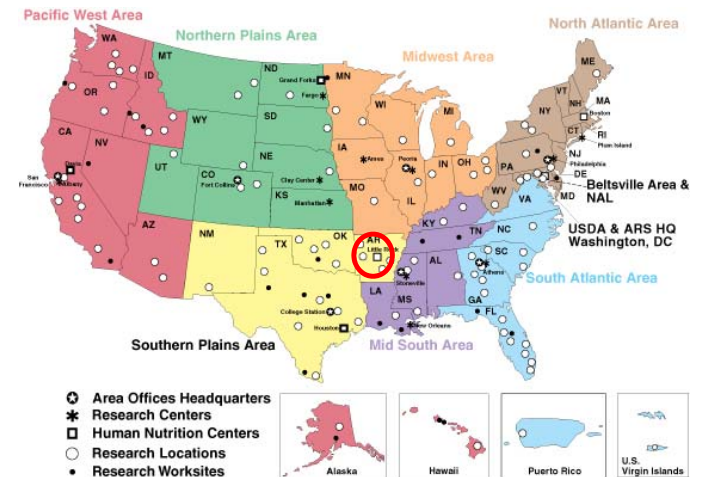 Pacific West Area
North Atlantic Area
Northern Plains Area
Midwest Area
WA
MT
ND
MN
ME
ID
Grand Forks
VT
OR
Fargo
WI
NH
MA
SD
MI
NY
Boston
WY
CT
RI
CA
NV
IA
Plum Island
NE
Ames
Peoria
PA
NJ
UT
IN
OH
Philadelphia
Davis
CO
Clay Center
IL
DE
San Francisco
Albany
Fort Collins
KS
MO
WV
MD
Beltsville Area &
NAL
Manhattan
VA
KY
AZ
NM
OK
AR
TN
NC
USDA & ARS HQ
Washington, DC
TX
Little Rock
AL
SC
Athens
South Atlantic Area
Stoneville
LA
MS
GA
College Station
FL
Houston
New Orleans
Southern Plains Area
Mid South Area
Area Offices Headquarters
Research Centers
Human Nutrition Centers
Research Locations
Research Worksites
Alaska
Hawaii
Puerto Rico
U.S.
Virgin Islands